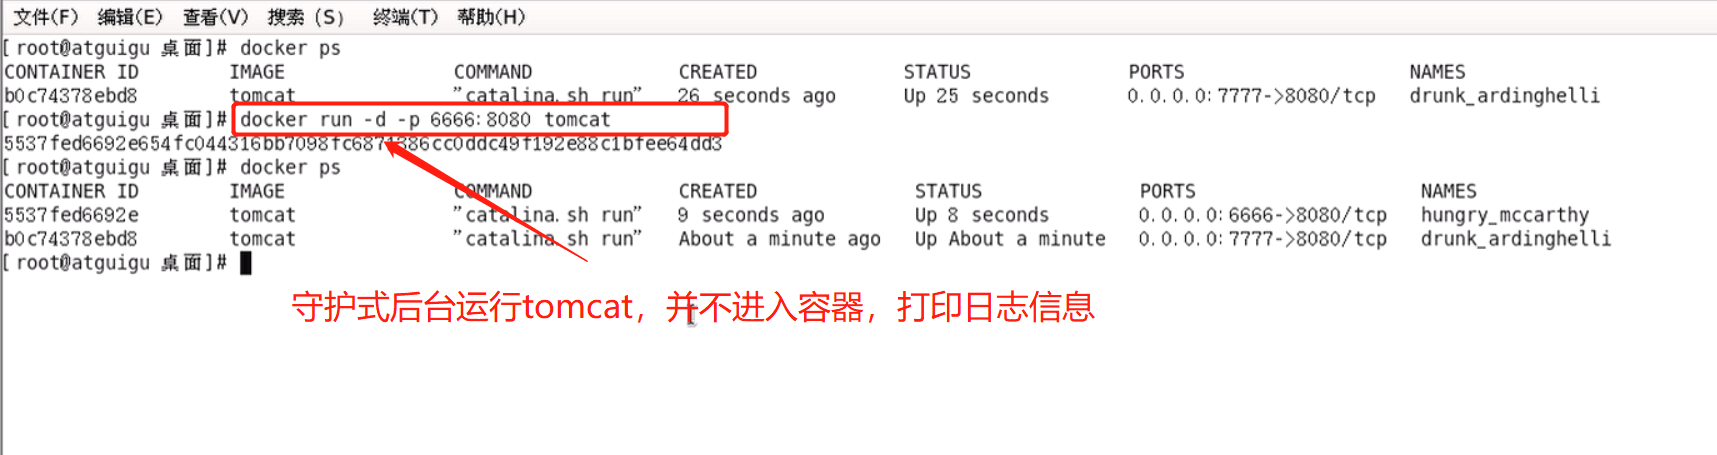 文件(F) 编辑(E) 查看(V) 搜索 (S) 终端(T) 帮助(H)
[root@atguigu 桌面]# docker ps
CONTAINER ID IMAGE COMMAND CREATED STATUS PORTS NAMES
b0c74378ebd8 tomcat "catalina.sh run" 26 seconds ago Up 25 seconds 0.0.0.0:7777->8080/tcp drunk_ardinghelli
[root@atguigu 桌面]# docker run -d -p 6666:8080 tomcat
[root@atguigu 桌面]# docker ps
CONTAINER ID IMAGE COMMAND CREATED STATUS PORTS NAMES
5537fed6692e tomcat "catalina.sh run" 9 seconds ago Up 8 seconds 0.0.0.0:6666->8080/tcp hungry_mccarthy
b0c74378ebd8 tomcat "catalina.sh run" About a minute ago Up About a minute 0.0.0.0:7777->8080/tcp drunk_ardinghelli
[root@atguigu 桌面]#
守护式后台运行tomcat，并不进入容器，打印日志信息